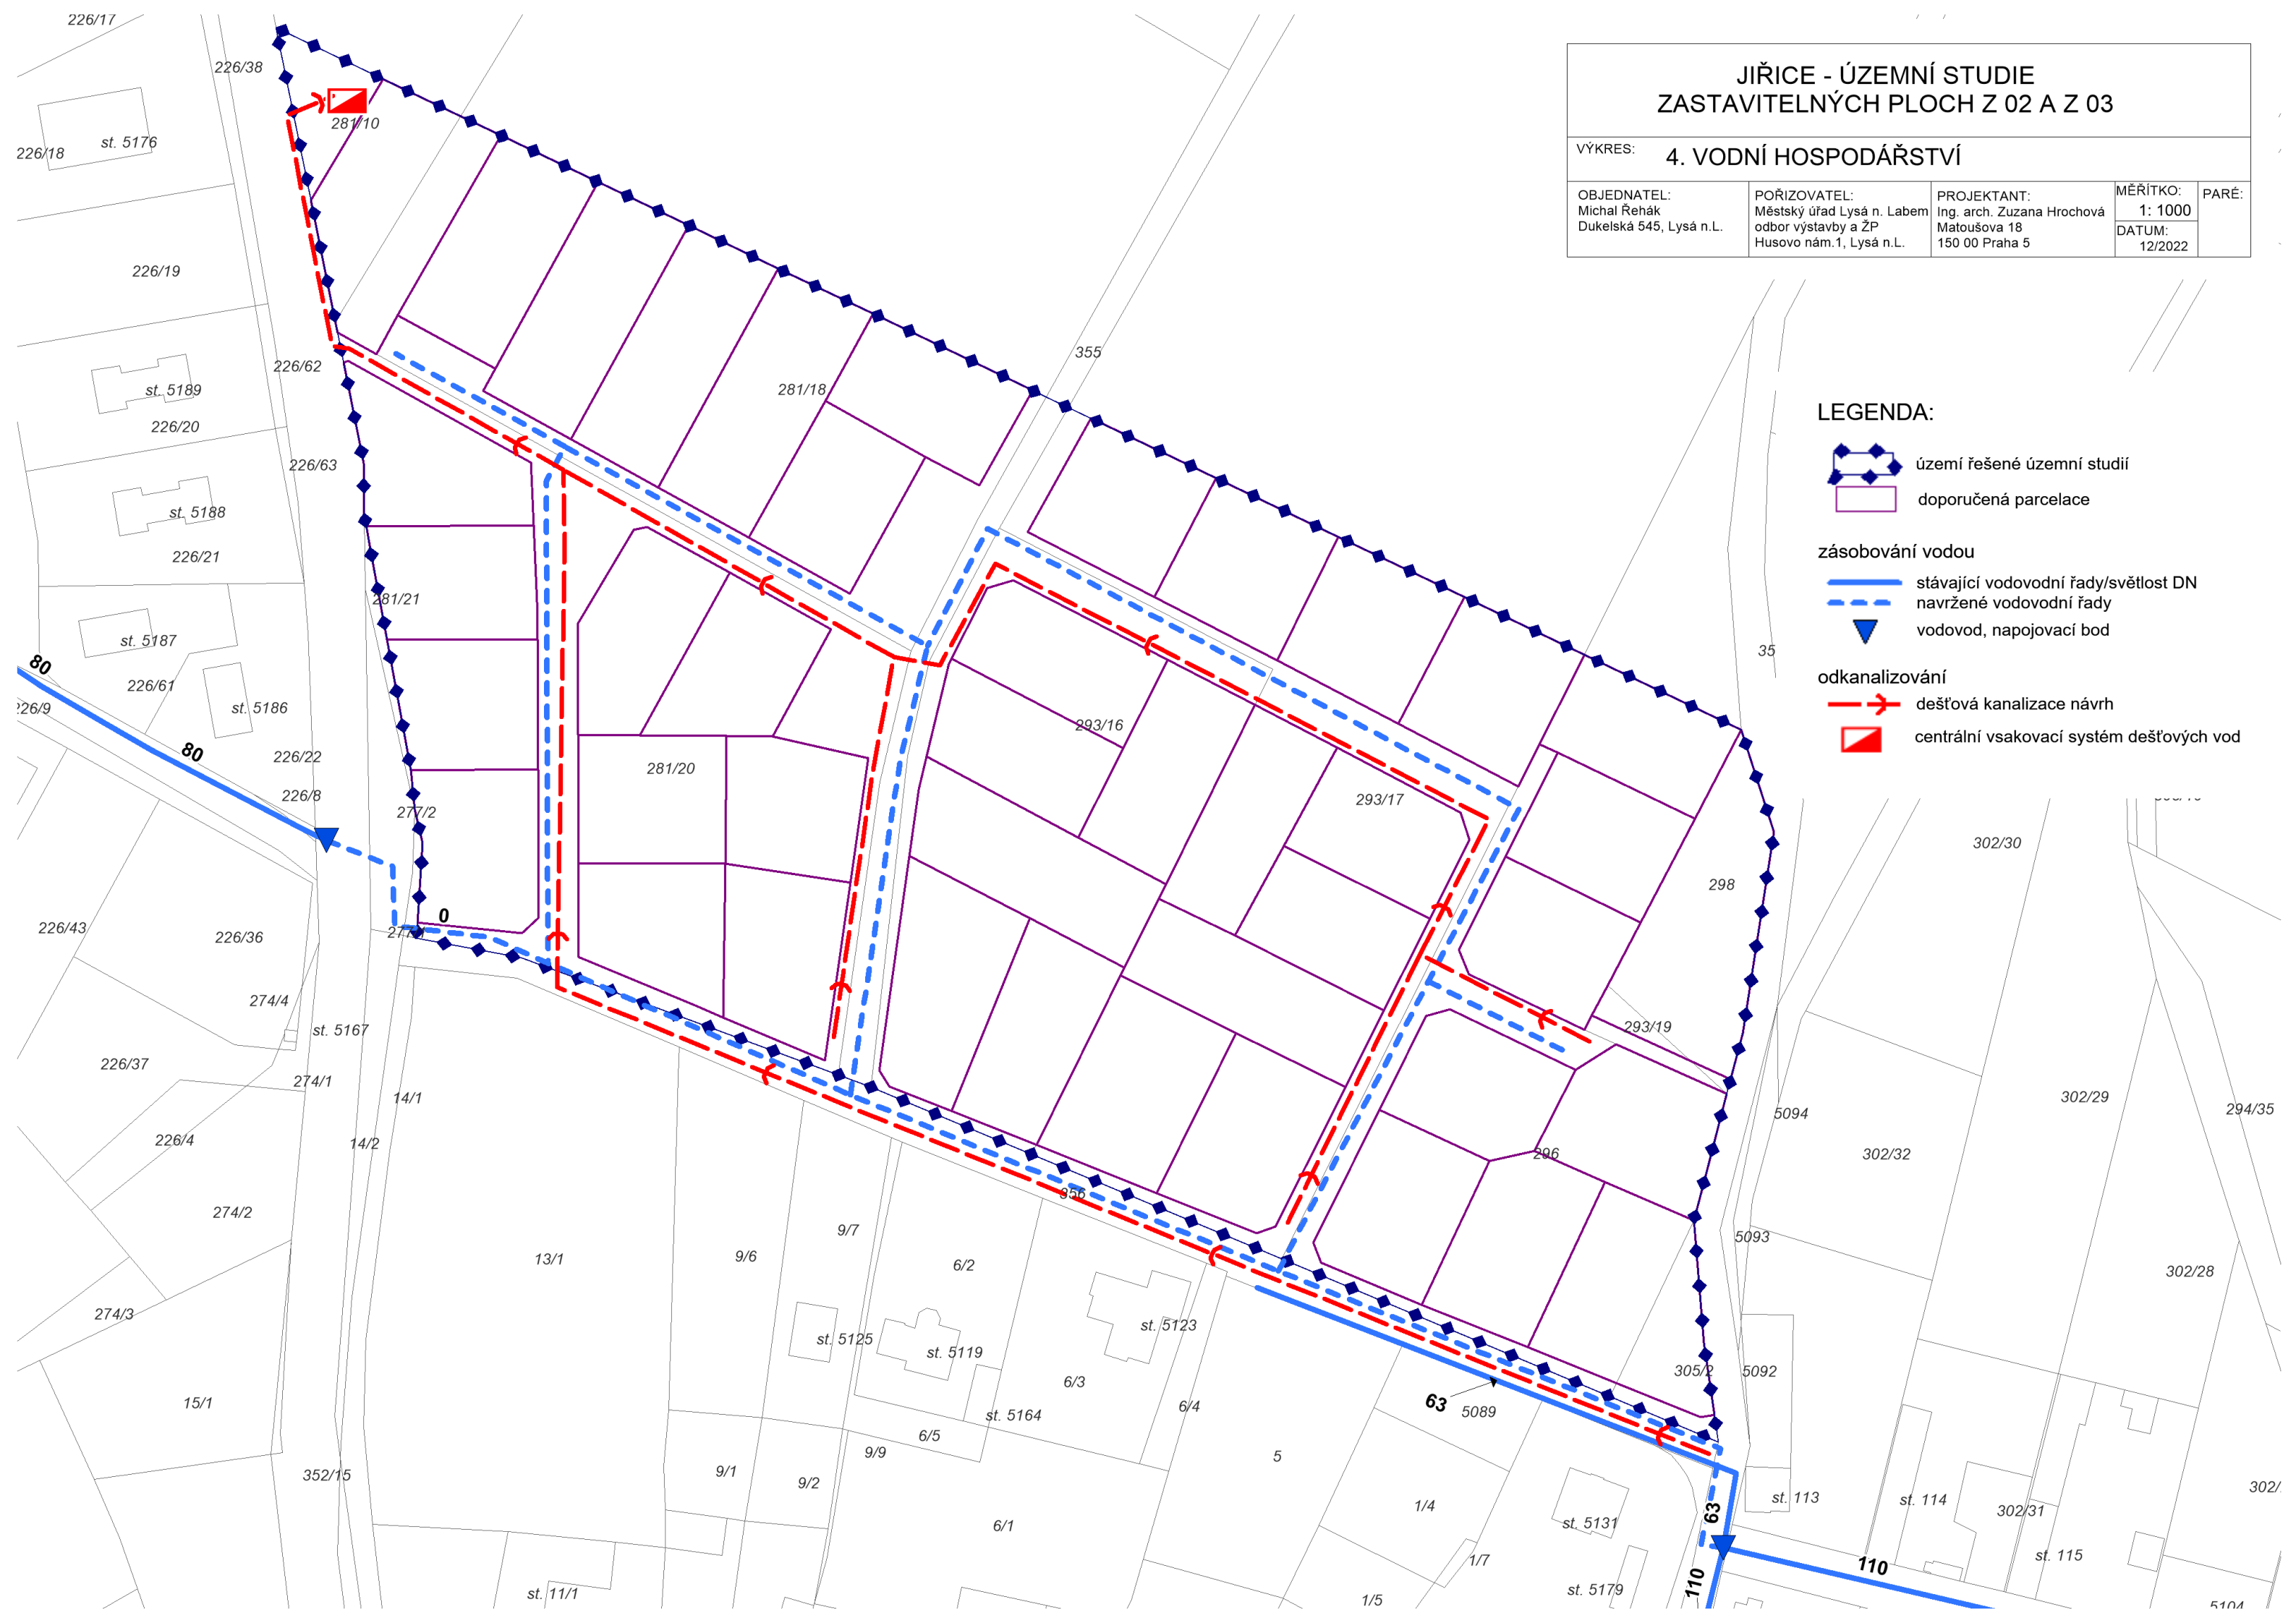 JIŘICE - ÚZEMNÍ STUDIE
ZASTAVITELNÝCH PLOCH Z 02 A Z 03
VÝKRES: 4. VODNÍ HOSPODÁŘSTVÍ
OBJEDNATEL:
Michal Řehák
Dukelská 545, Lysá n.L.
POŘIZOVATEL:
Městský úřad Lysá n. Labem
odbor výstavby a ŽP
Husovo nám.1, Lysá n.L.
PROJEKTANT:
Ing. arch. Zuzana Hrochová
Matoušova 18
150 00 Praha 5
MĚŘÍTKO:
1: 1000
DATUM:
12/2022
PARÉ:
LEGENDA:
území řešené územní studií
doporučená parcelace
zásobování vodou
stávající vodovodní řady/světlost DN
navržené vodovodní řady
vodovod, napojovací bod
odkanalizování
dešťová kanalizace návrh
centrální vsakovací systém dešťových vod
226/17
226/38
281/10
st. 5176
226/18
226/19
355
226/62
st. 5189
281/18
226/20
226/63
st. 5188
226/21
281/21
st. 5187
35
80
226/61
226/9
st. 5186
293/16
80
226/22
281/20
226/8
293/17
277/2
302/30
298
0
226/43
226/36
274/4
st. 5167
293/19
226/37
274/1
14/1
302/29
294/35
5094
226/4
14/2
296
302/32
356
274/2
9/7
5093
13/1
9/6
6/2
302/28
274/3
st. 5125
st. 5123
st. 5119
305/2
5092
6/3
15/1
63
5089
6/4
st. 5164
6/5
9/9
5
352/15
9/1
9/2
302/
st. 113
st. 114
1/4
63
302/31
6/1
st. 5131
st. 115
1/7
110
110
st. 11/1
st. 5179
1/5
5104